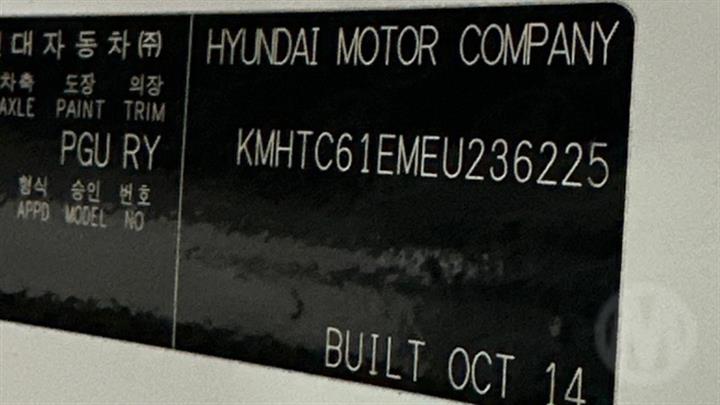 대자동차㈜
HYUNDAI MOTOR COMPANY
차축 도장 의장
AXLE PAINT TRIM
PGU RY
KMHTC61EMEU236225
형식 승인 번호
APPD MODEL NO
BUILT OCT 14
M